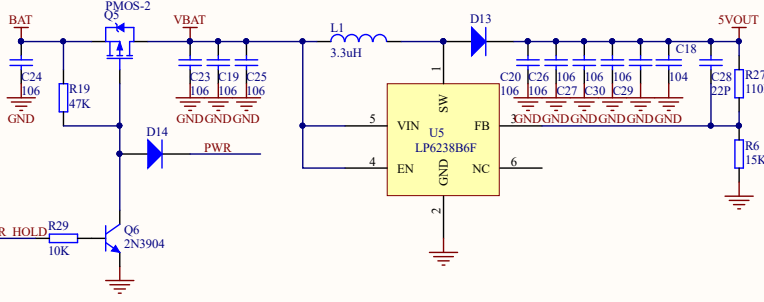 PMOS-2
Q5
BAT
VBAT
L1
3.3uH
D13
5VOUT
C24
106
GND
R19
47K
C23
106
GND
C19
106
GND
C25
106
GND
1
SW
5
VIN
4
EN
U5
LP6238B6F
FB
3
NC
6
GND
2
C20
106
C26
106
106
C27
106
C30
106
C29
C18
104
C28
22P
GND
GND
GND
GND
GND
GND
R27
110
R6
15K
D14
PWR
R_HOLD
R29
10K
Q6
2N3904